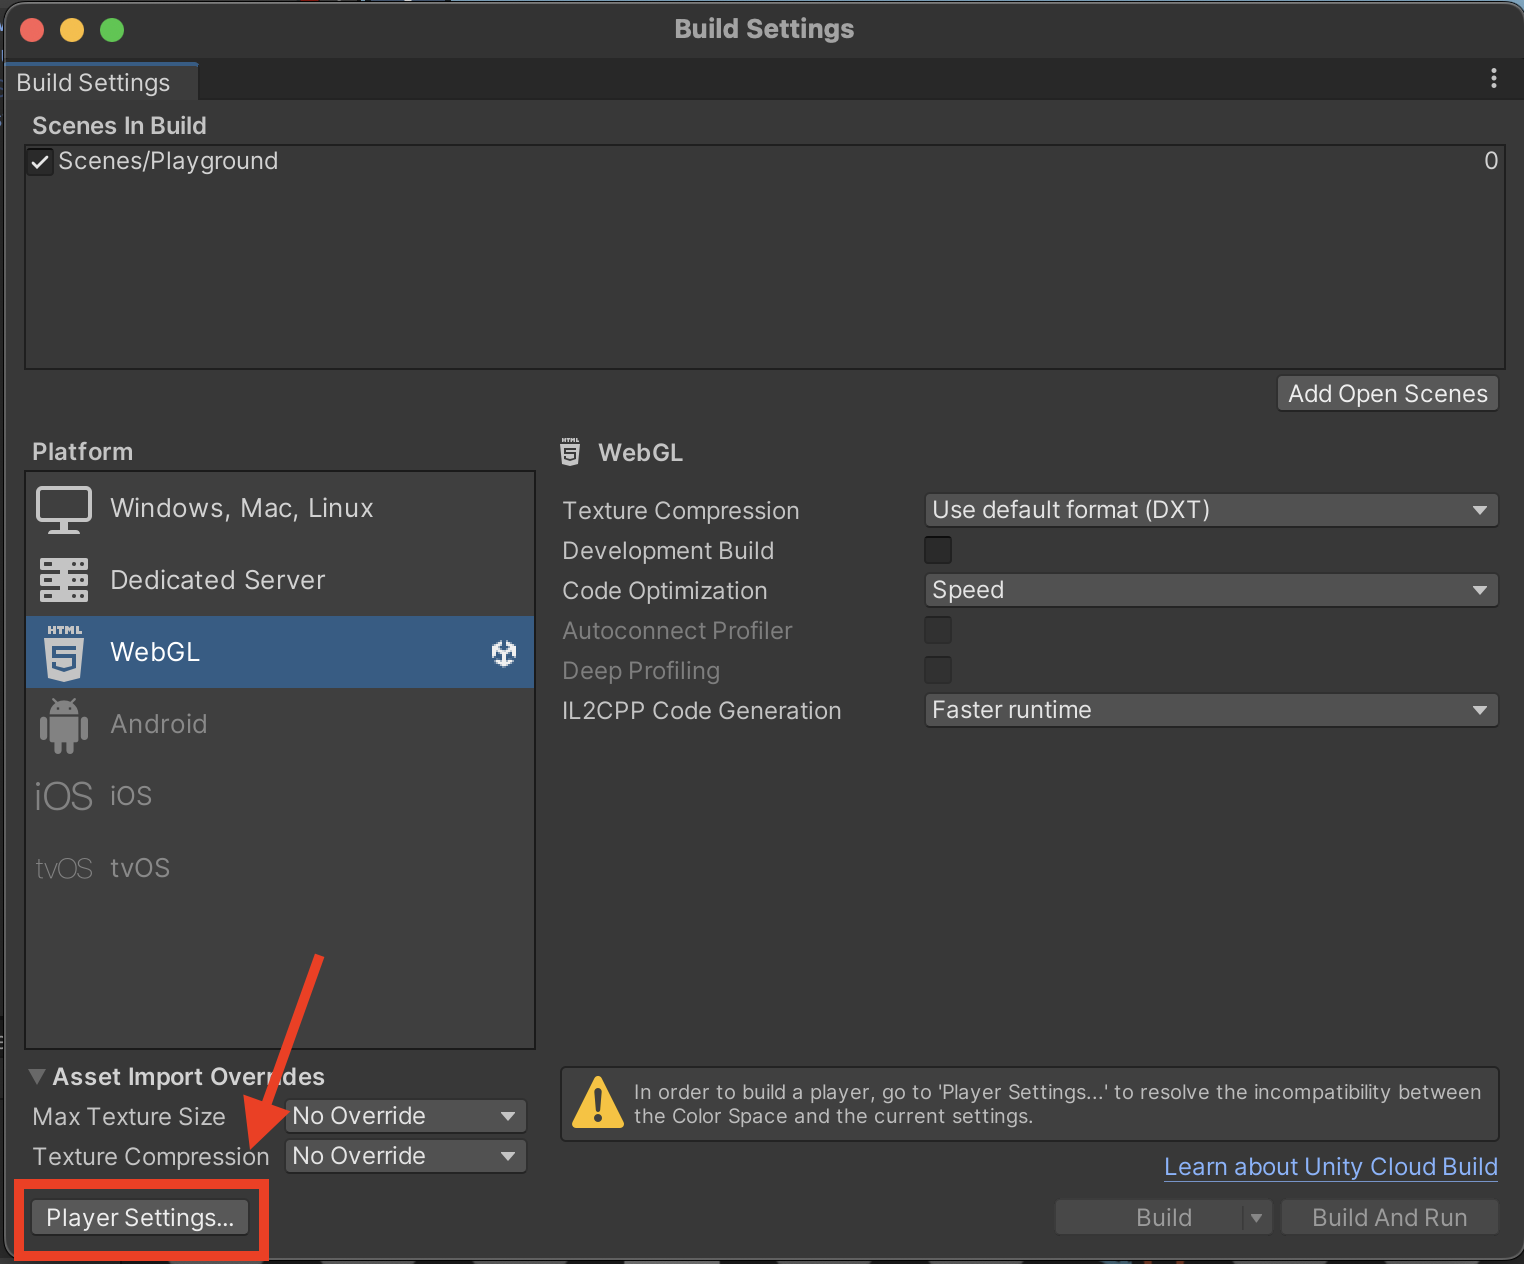 Build Settings
Build Settings
Scenes In Build
Scenes/Playground 0
Add Open Scenes
Platform
Windows, Mac, Linux
Dedicated Server
HTML 5 WebGL
Android
iOS iOS
tvOS tvOS
HTML 5 WebGL
Texture Compression Use default format (DXT)
Development Build
Code Optimization Speed
Autoconnect Profiler
Deep Profiling
IL2CPP Code Generation Faster runtime
Asset Import Overrides
Max Texture Size No Override
Texture Compression No Override
Player Settings...
In order to build a player, go to 'Player Settings...' to resolve the incompatibility between
the Color Space and the current settings.
Learn about Unity Cloud Build
Build Build And Run